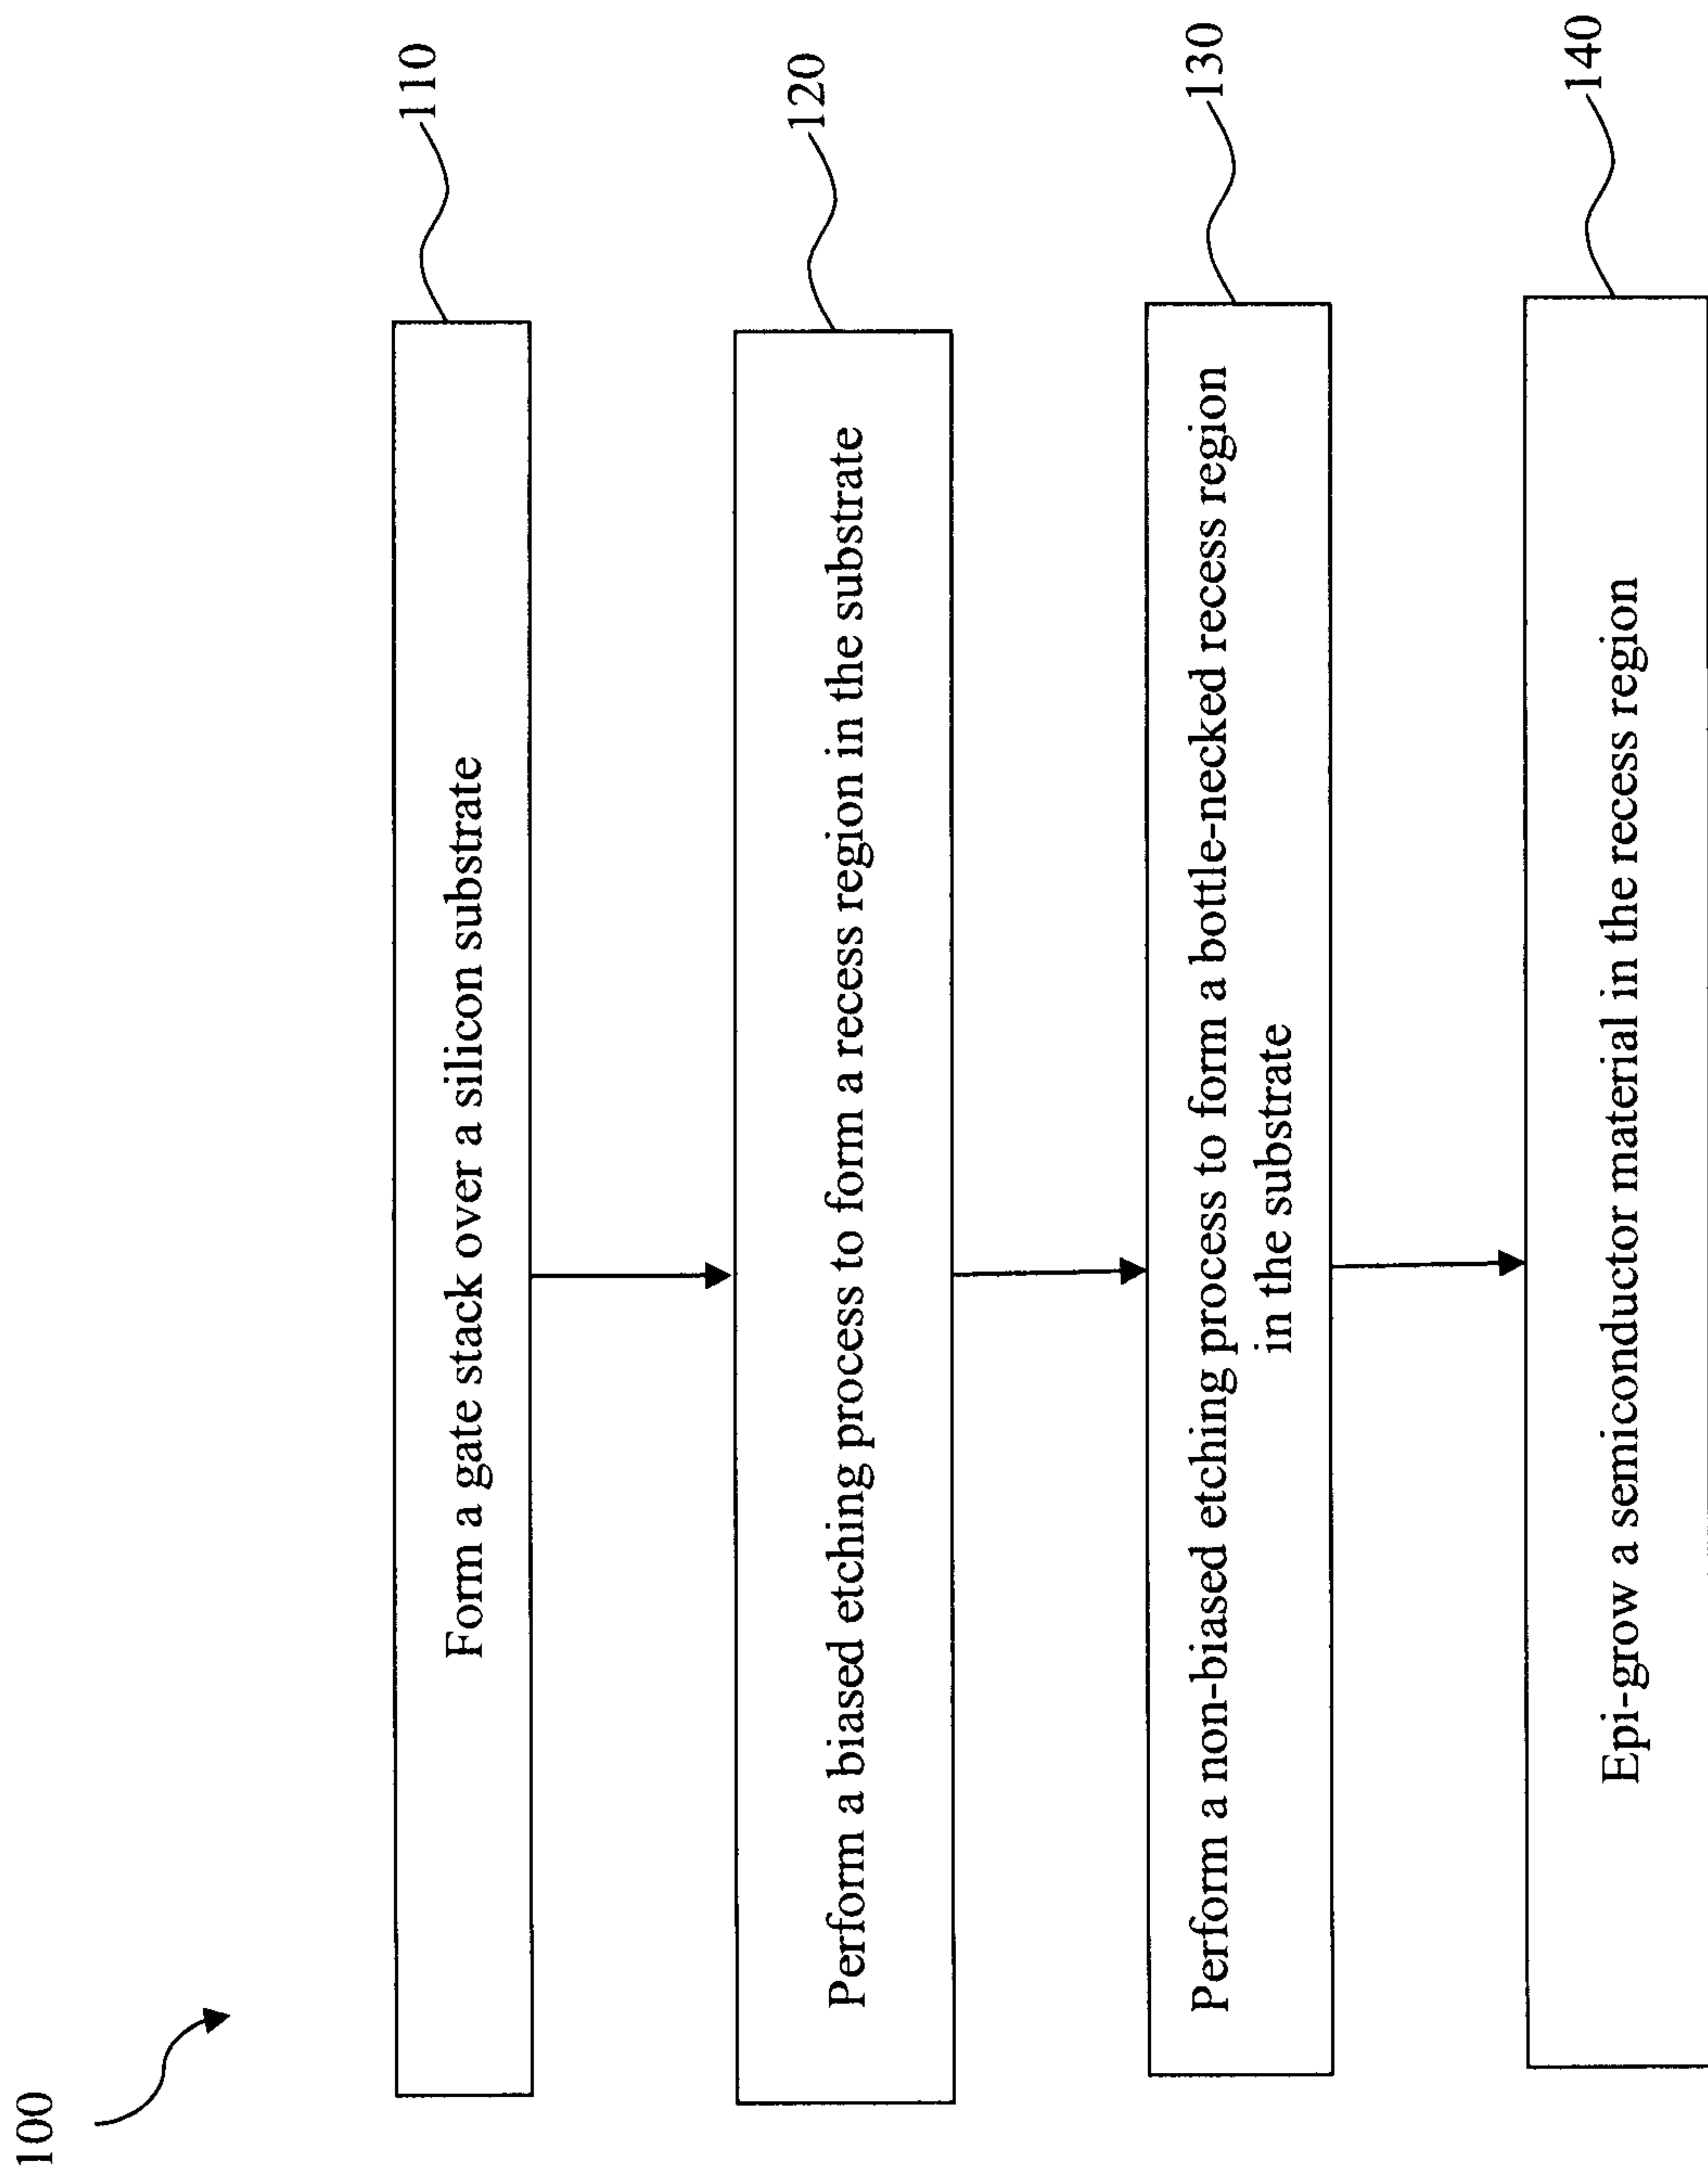 100
Form a gate stack over a silicon substrate
110
Perform a biased etching process to form a recess region in the substrate
120
Perform a non-biased etching process to form a bottle-necked recess region
in the substrate
130
Epi-grow a semiconductor material in the recess region
140